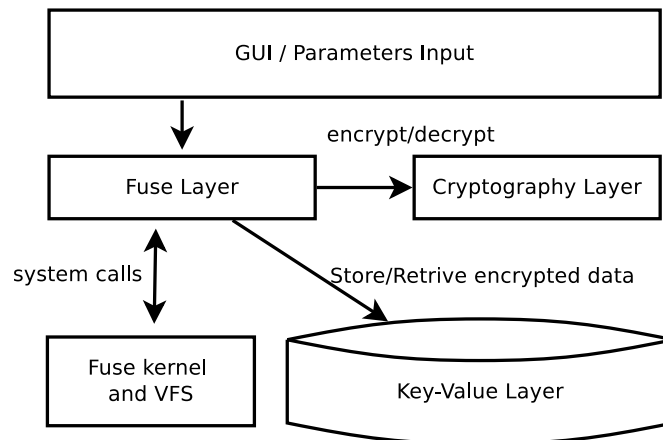 GUI / Parameters Input
encrypt/decrypt
Fuse Layer
Cryptography Layer
system calls
Store/Retrive encrypted data
Fuse kernel
and VFS
Key-Value Layer